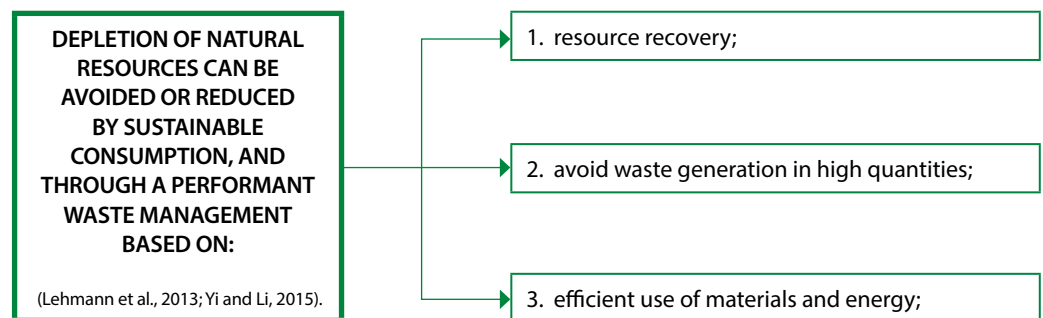 DEPLETION OF NATURAL
RESOURCES CAN BE
AVOIDED OR REDUCED
BY SUSTAINABLE
CONSUMPTION, AND
THROUGH A PERFORMANT
WASTE MANAGEMENT
BASED ON:
(Lehmann et al., 2013; Yi and Li, 2015).
1. resource recovery;
2. avoid waste generation in high quantities;
3. efficient use of materials and energy;